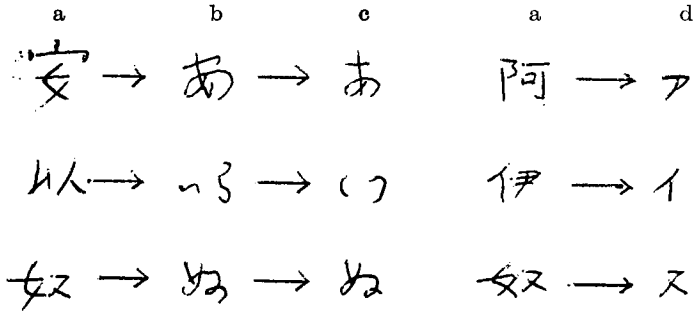 a b c a d
安 → あ → あ 阿 → ア
以 → い → い 伊 → イ
奴 → ぬ → ぬ 奴 → ヌ